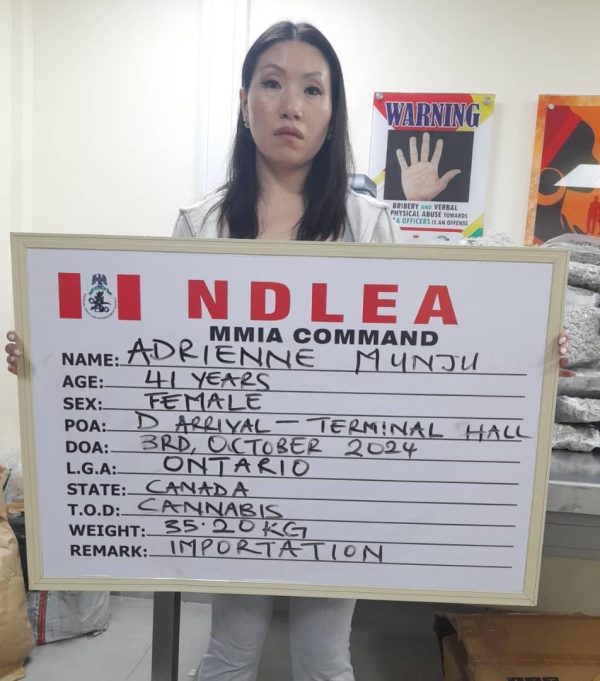 WARNING
BRIBERY AND VERBAL
PHYSICAL ABUSE TOWARDS
OFFICERS IS AN OFFENSE
NDLEA
MMIA COMMAND
NAME: ADRIENNE MUNJU
AGE: 41 YEARS
SEX: FEMALE
POA: D ARRIVAL - TERMINAL HALL
DOA: 3RD, OCTOBER 2024
L.G.A: ONTARIO
STATE: CANADA
T.O.D: CANNABIS
WEIGHT: 35.20KG
REMARK: IMPORTATION